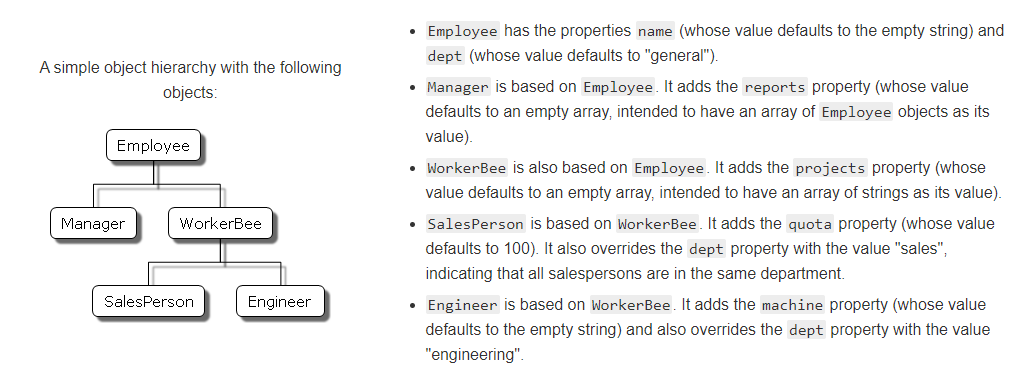 A simple object hierarchy with the following
objects:
Employee
Manager
WorkerBee
SalesPerson
Engineer
• Employee has the properties name (whose value defaults to the empty string) and
dept (whose value defaults to "general").
• Manager is based on Employee. It adds the reports property (whose value
defaults to an empty array, intended to have an array of Employee objects as its
value).
• WorkerBee is also based on Employee. It adds the projects property (whose
value defaults to an empty array, intended to have an array of strings as its value).
• SalesPerson is based on WorkerBee. It adds the quota property (whose value
defaults to 100). It also overrides the dept property with the value "sales",
indicating that all salespersons are in the same department.
• Engineer is based on WorkerBee. It adds the machine property (whose value
defaults to the empty string) and also overrides the dept property with the value
"engineering".